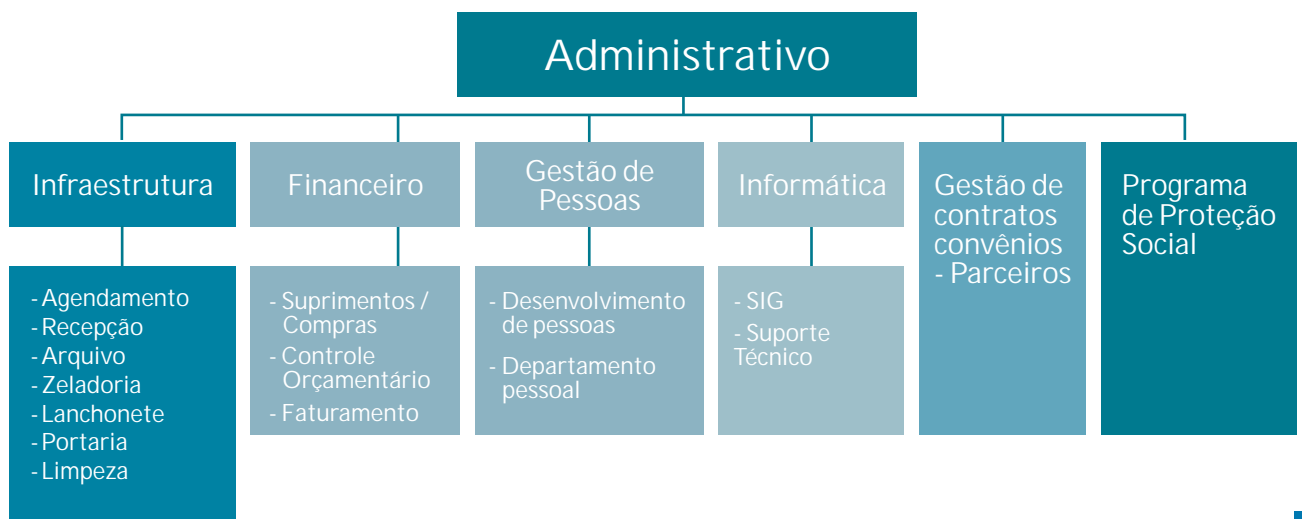 Administrativo
Infraestrutura
- Agendamento
- Recepção
- Arquivo
- Zeladoria
- Lanchonete
- Portaria
- Limpeza
Financeiro
- Suprimentos /
Compras
- Controle
Orçamentário
- Faturamento
Gestão de
Pessoas
- Desenvolvimento
de pessoas
- Departamento
pessoal
Informática
- SIG
- Suporte
Técnico
Gestão de
contratos
convênios
- Parceiros
Programa
de Proteção
Social